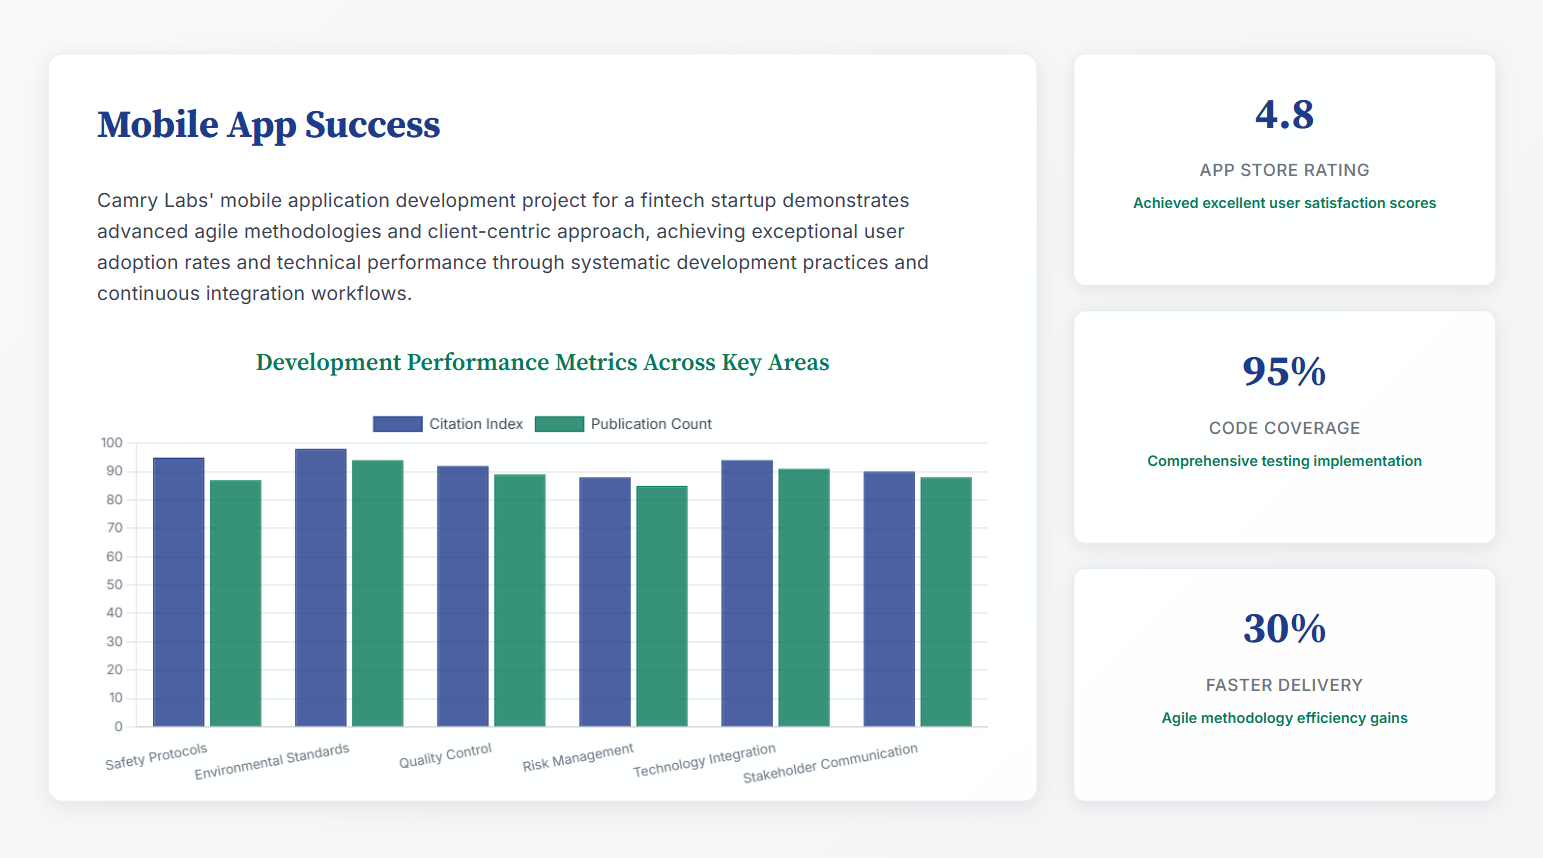 Mobile App Success
Camry Labs' mobile application development project for a fintech startup demonstrates
advanced agile methodologies and client-centric approach, achieving exceptional user
adoption rates and technical performance through systematic development practices and
continuous integration workflows.
Development Performance Metrics Across Key Areas
Citation Index
Publication Count
100
90
80
70
60
50
40
30
20
10
0
Safety Protocols
Environmental Standards
Quality Control
Risk Management
Technology Integration
Stakeholder Communication
4.8
APP STORE RATING
Achieved excellent user satisfaction scores
95%
CODE COVERAGE
Comprehensive testing implementation
30%
FASTER DELIVERY
Agile methodology efficiency gains